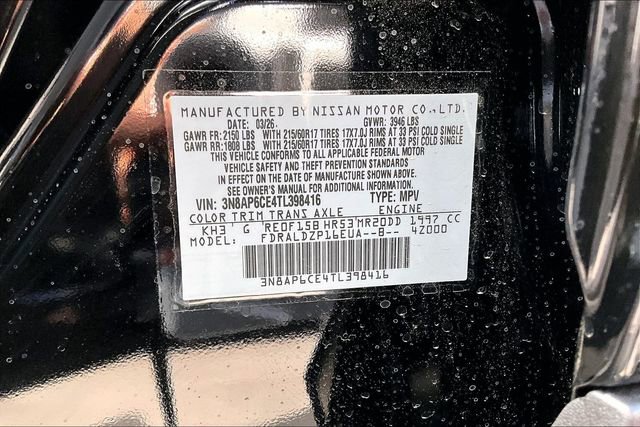 MANUFACTURED BY NISSAN MOTOR CO., LTD.
DATE: 03/26 GVWR: 3946 LBS
GAWR FR: 2150 LBS WITH 215/60R17 TIRES 17X7.0J RIMS AT 33 PSI COLD SINGLE
GAWR RR: 1808 LBS WITH 215/60R17 TIRES 17X7.0J RIMS AT 33 PSI COLD SINGLE
THIS VEHICLE CONFORMS TO ALL APPLICABLE FEDERAL MOTOR
VEHICLE SAFETY AND THEFT PREVENTION STANDARDS
IN EFFECT ON THE DATE OF MANUFACTURE SHOWN ABOVE.
SEE OWNER'S MANUAL FOR ADDITIONAL INFORMATION.
VIN: 3N8AP6CE4TL398416 TYPE: MPV
COLOR TRIM TRANS AXLE ENGINE
KH3 G RE0F15B HR53 MR20DD 1997 CC
MODEL: FDRALDZP16EUA--B-- 4Z000
3N8AP6CE4TL398416